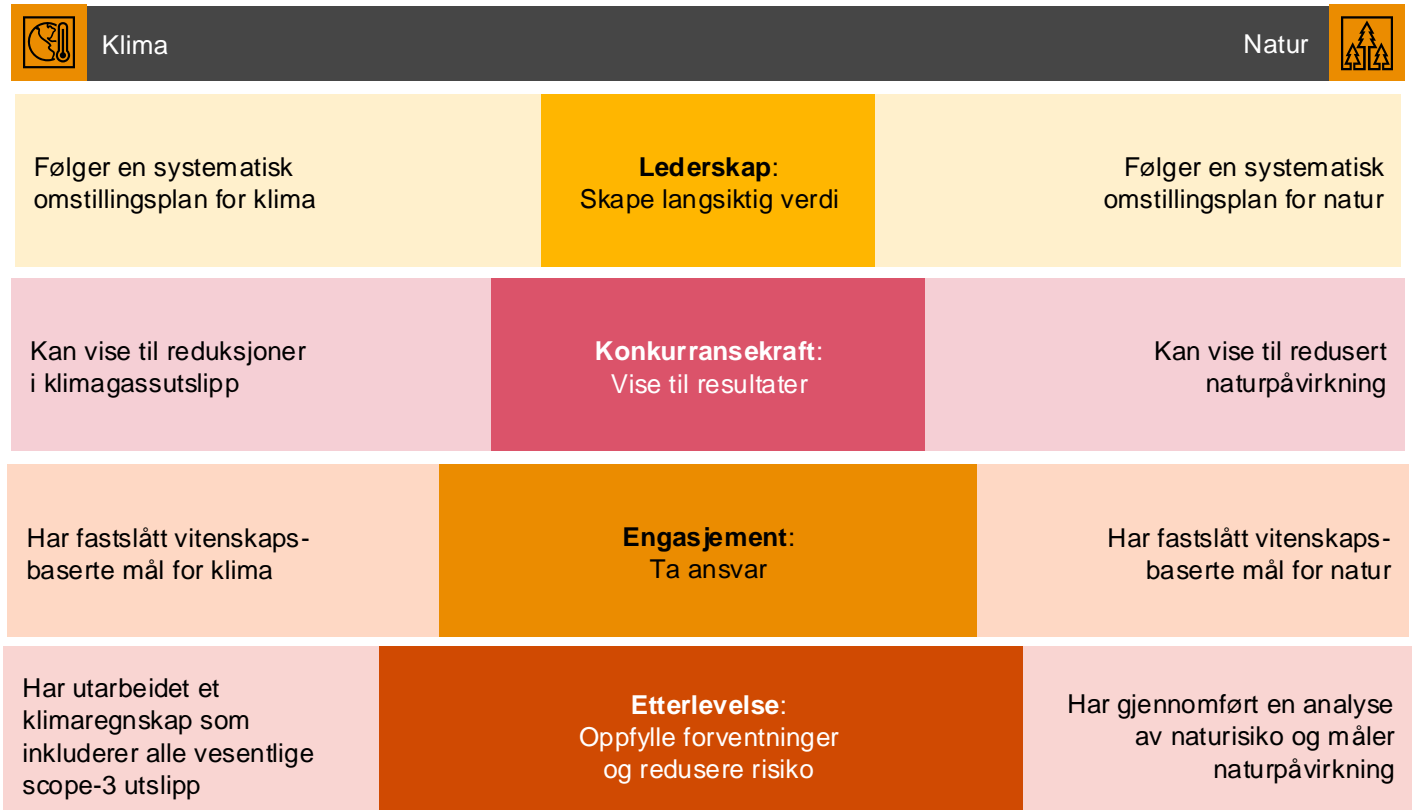 Klima
Natur
Følger en systematisk
omstillingsplan for klima
Lederskap:
Skape langsiktig verdi
Følger en systematisk
omstillingsplan for natur
Kan vise til reduksjoner
i klimagassutslipp
Konkurransekraft:
Vise til resultater
Kan vise til redusert
naturpåvirkning
Har fastslått vitenskaps-
baserte mål for klima
Engasjement:
Ta ansvar
Har fastslått vitenskaps-
baserte mål for natur
Har utarbeidet et
klimaregnskap som
inkluderer alle vesentlige
scope-3 utslipp
Etterlevelse:
Oppfylle forventninger
og redusere risiko
Har gjennomført en analyse
av naturisiko og måler
naturpåvirkning